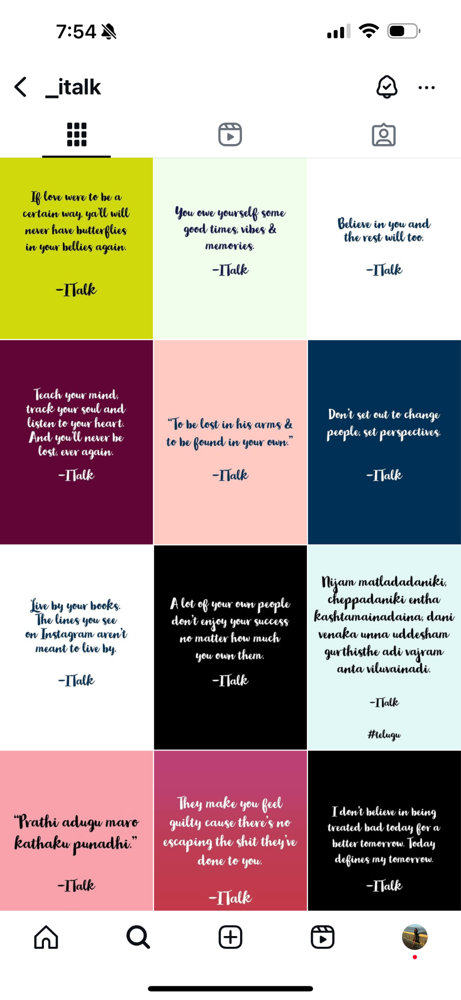 7:54
_italk
If love were to be a
certain way, ya'll will
never have butterflies
in your bellies again.
-ITalk
You owe yourself some
good times, vibes &
memories.
-ITalk
Believe in you and
the rest will too.
-ITalk
Teach your mind,
track your soul and
listen to your heart.
And you'll never be
lost, ever again.
-ITalk
“To be lost in his arms &
to be found in your own.”
-ITalk
Don't set out to change
people, set perspectives.
-ITalk
Live by your books.
The lines you see
on Instagram aren't
meant to live by.
-ITalk
A lot of your own people
don't enjoy your success
no matter how much
you own them.
-ITalk
Nijam matladadaniki,
cheppadaniki entha
kashtamainadaina, dani
venaka unna uddesham
gurthisthe adi vajram
anta viluvainadi.
-ITalk
#telugu
“Prathi adugu maro
kathaku punadhi.”
-ITalk
They make you feel
guilty cause there's no
escaping the shit they've
done to you.
-ITalk
I don't believe in being
treated bad today for a
better tomorrow. Today
defines my tomorrow.
-ITalk